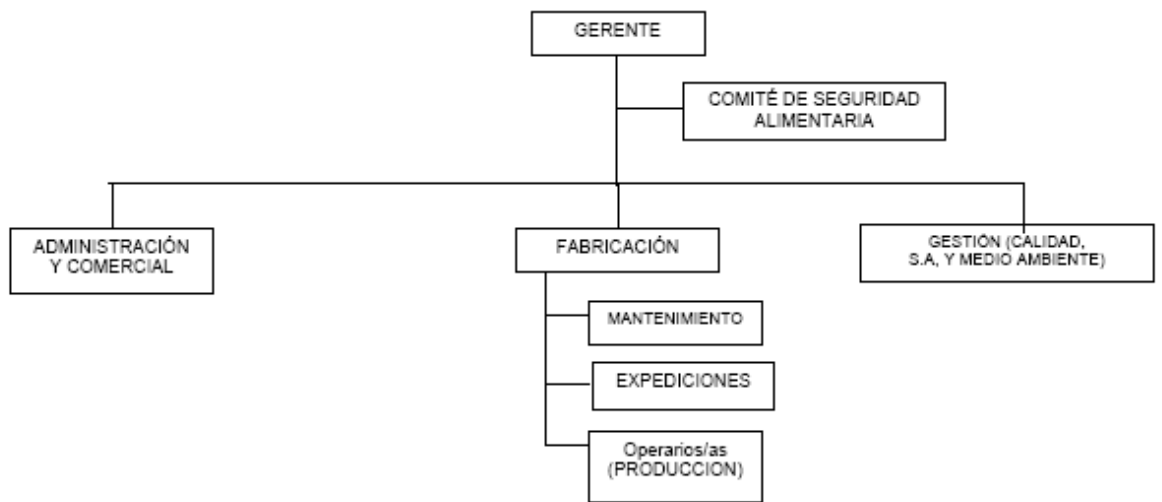 GERENTE
COMITÉ DE SEGURIDAD
ALIMENTARIA
ADMINISTRACIÓN
Y COMERCIAL
FABRICACIÓN
GESTIÓN (CALIDAD,
S.A, Y MEDIO AMBIENTE)
MANTENIMIENTO
EXPEDICIONES
Operarios/as
(PRODUCCION)